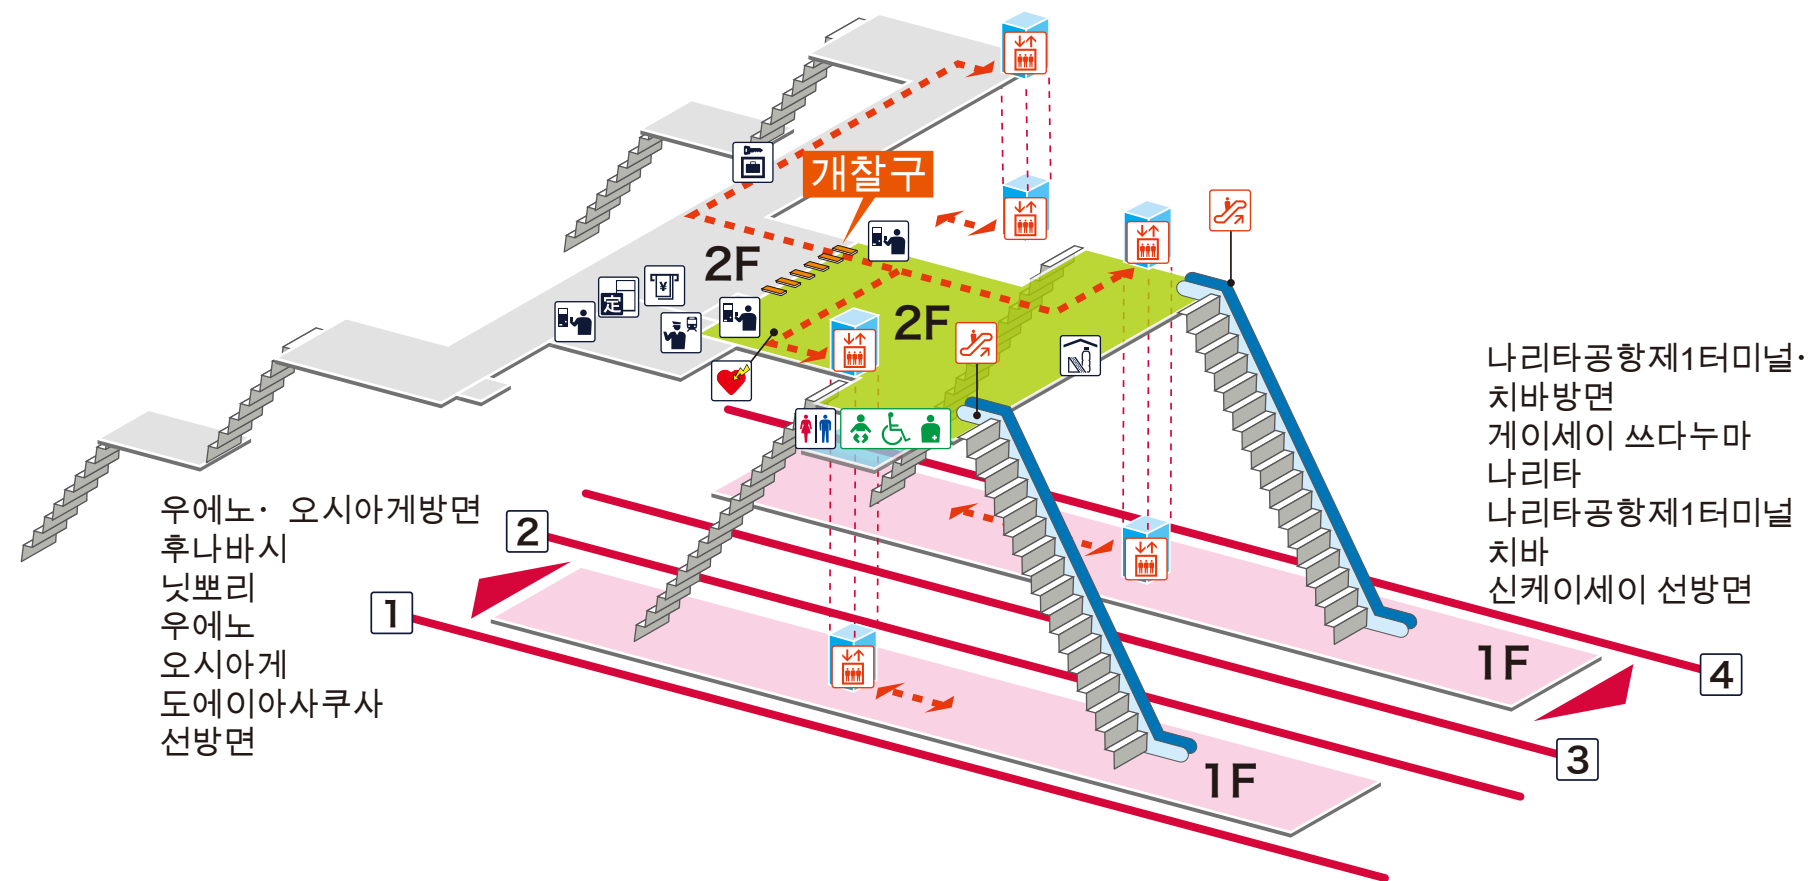 개찰구
2F
¥
定
2F
나리타공항제1터미널·
치바방면
게이세이 쓰다누마
나리타
나리타공항제1터미널
치바
신케이세이 선방면
우에노· 오시아게방면
후나바시
닛뽀리
우에노
오시아게
도에이아사쿠사
선방면
2
1
1F
4
3
1F